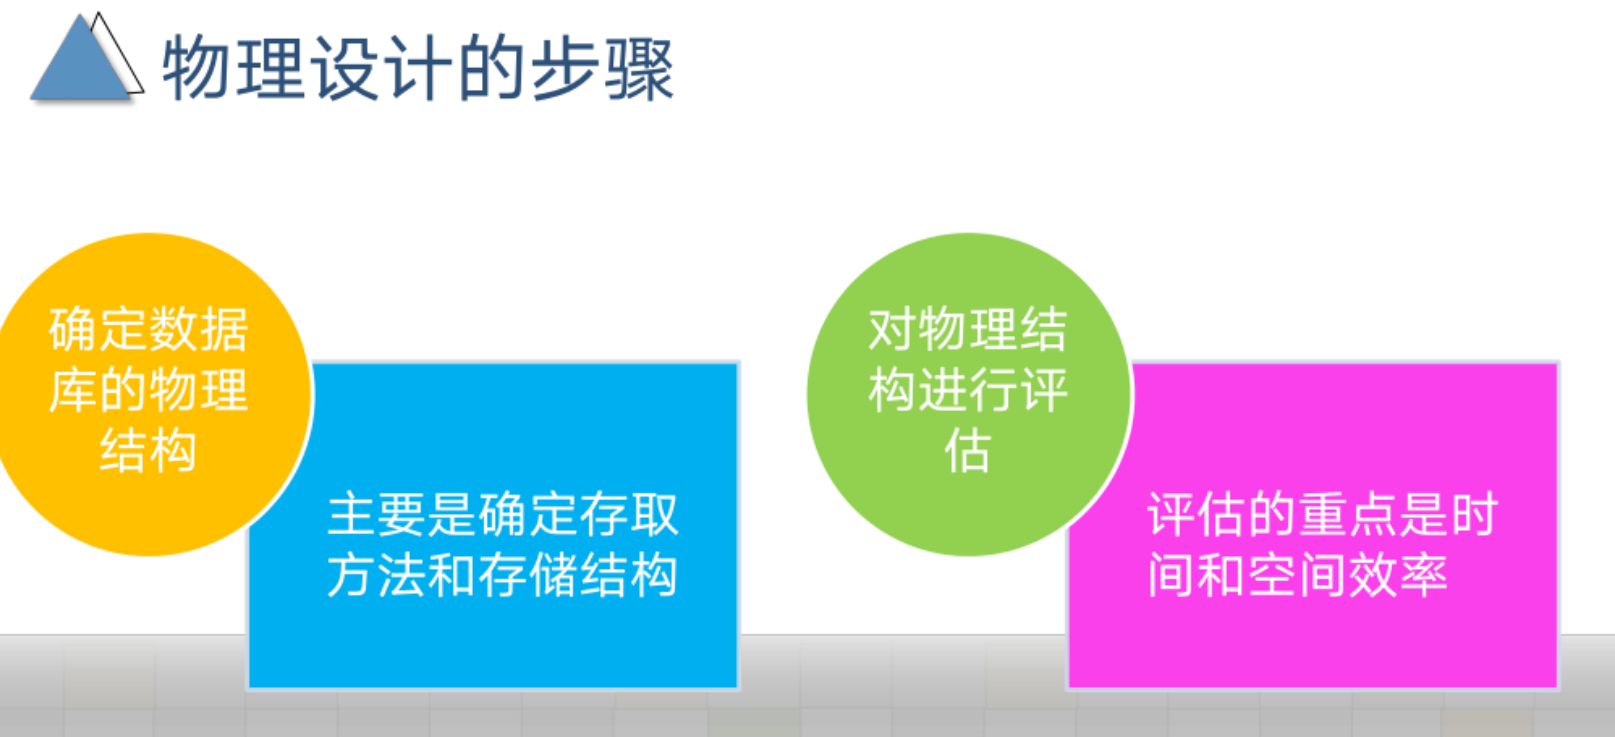 物理设计的步骤
确定数据
库的物理
结构
主要是确定存取
方法和存储结构
对物理结
构进行评
估
评估的重点是时
间和空间效率